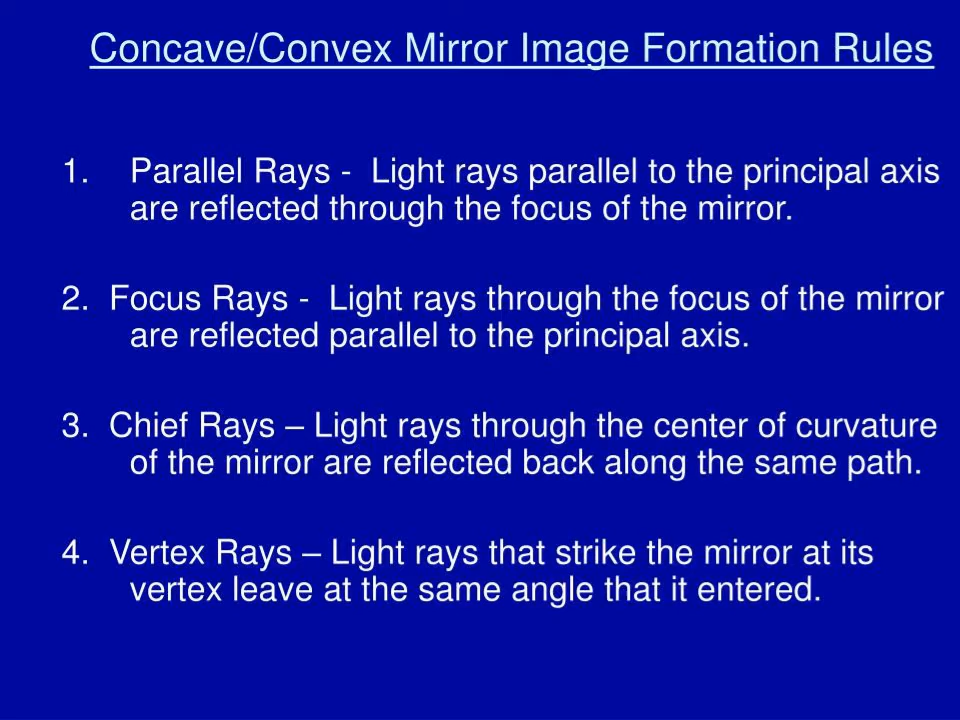 Concave/Convex Mirror Image Formation Rules
1. Parallel Rays - Light rays parallel to the principal axis
are reflected through the focus of the mirror.
2. Focus Rays - Light rays through the focus of the mirror
are reflected parallel to the principal axis.
3. Chief Rays – Light rays through the center of curvature
of the mirror are reflected back along the same path.
4. Vertex Rays – Light rays that strike the mirror at its
vertex leave at the same angle that it entered.